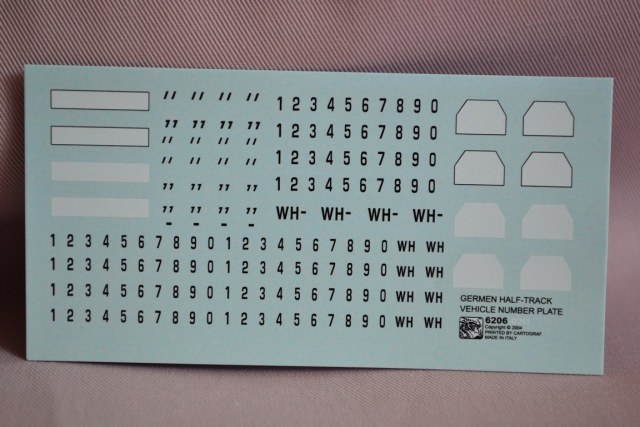 " " " "
1 2 3 4 5 6 7 8 9 0
" " " "
1 2 3 4 5 6 7 8 9 0
" " " "
1 2 3 4 5 6 7 8 9 0
" " " "
1 2 3 4 5 6 7 8 9 0
" " " "
WH- WH- WH- WH-
- - - -
1 2 3 4 5 6 7 8 9 0 1 2 3 4 5 6 7 8 9 0 WH WH
1 2 3 4 5 6 7 8 9 0 1 2 3 4 5 6 7 8 9 0 WH WH
1 2 3 4 5 6 7 8 9 0 1 2 3 4 5 6 7 8 9 0 WH WH
1 2 3 4 5 6 7 8 9 0 1 2 3 4 5 6 7 8 9 0 WH WH
GERMEN HALF-TRACK
VEHICLE NUMBER PLATE
6206
Copyright © 2004
PRINTED BY CARTOGRAF
MADE IN ITALY